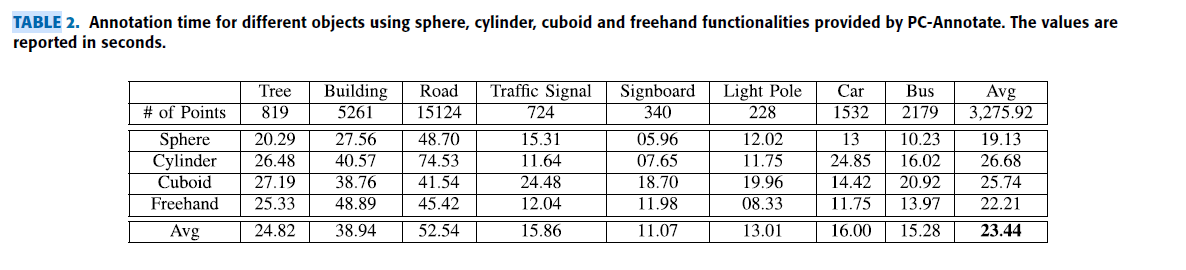 TABLE 2. Annotation time for different objects using sphere, cylinder, cuboid and freehand functionalities provided by PC-Annotate. The values are
reported in seconds.
Tree Building Road Traffic Signal Signboard Light Pole Car Bus Avg
# of Points 819 5261 15124 724 340 228 1532 2179 3,275.92
Sphere 20.29 27.56 48.70 15.31 05.96 12.02 13 10.23 19.13
Cylinder 26.48 40.57 74.53 11.64 07.65 11.75 24.85 16.02 26.68
Cuboid 27.19 38.76 41.54 24.48 18.70 19.96 14.42 20.92 25.74
Freehand 25.33 48.89 45.42 12.04 11.98 08.33 11.75 13.97 22.21
Avg 24.82 38.94 52.54 15.86 11.07 13.01 16.00 15.28 23.44